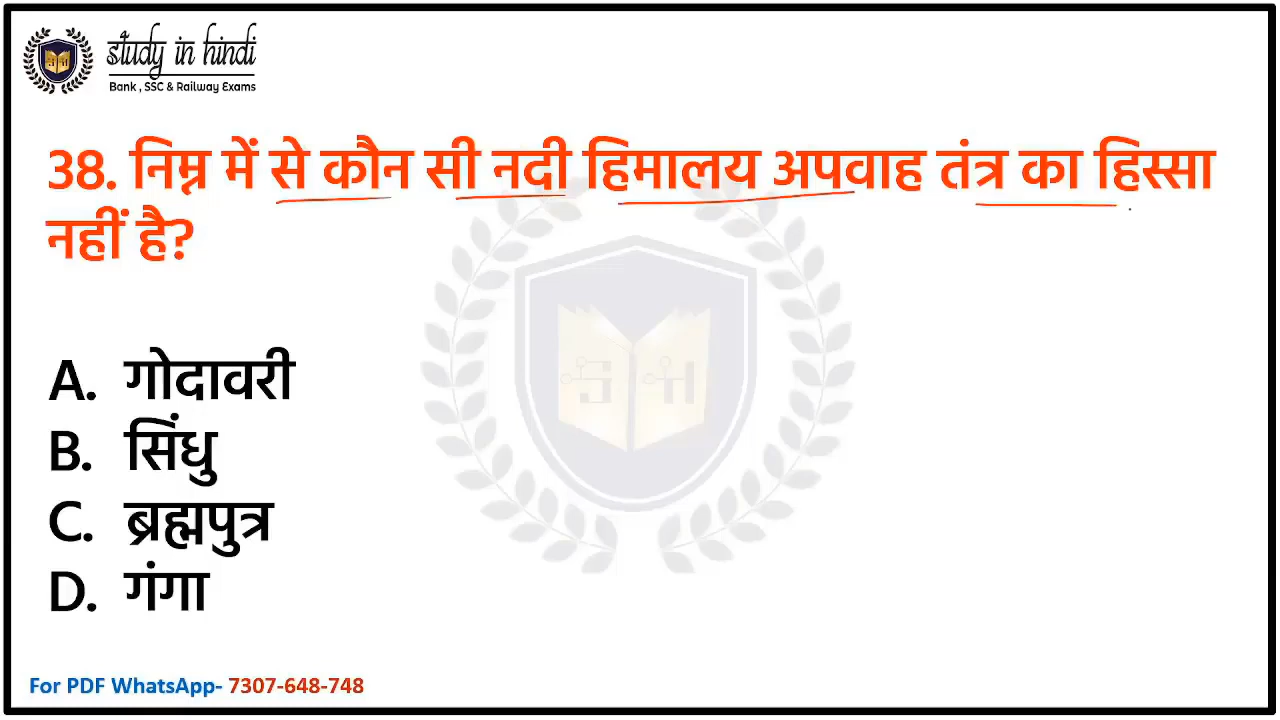 study in hindi
Bank , SSC & Railway Exams
38. निम्न में से कौन सी नदी हिमालय अपवाह तंत्र का हिस्सा
नहीं है?
A. गोदावरी
B. सिंधु
C. ब्रह्मपुत्र
D. गंगा
For PDF WhatsApp- 7307-648-748